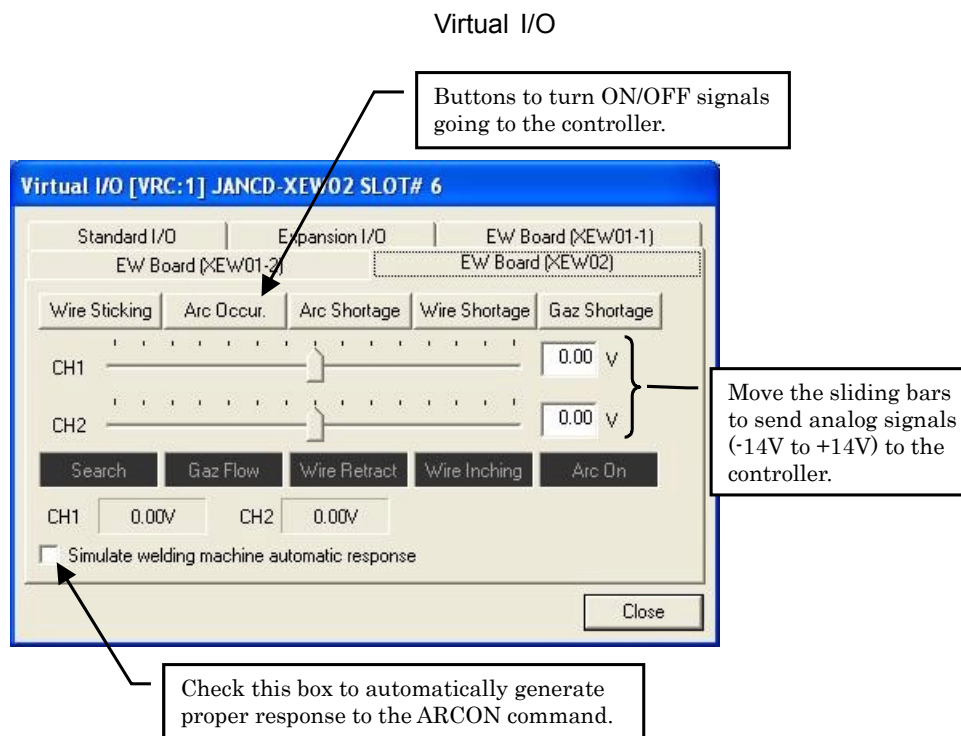 Virtual I/O
Buttons to turn ON/OFF signals
going to the controller.
Virtual I/O [VRC:1] JANCD-XEW02 SLOT# 6
Standard I/O Expansion I/O EW Board (XEW01-1)
EW Board (XEW01-2) EW Board (XEW02)
Wire Sticking Arc Occur. Arc Shortage Wire Shortage Gaz Shortage
CH1 0.00 V
CH2 0.00 V
Move the sliding bars
to send analog signals
(-14V to +14V) to the
controller.
Search Gaz Flow Wire Retract Wire Inching Arc On
CH1 0.00V CH2 0.00V
Simulate welding machine automatic response
Close
Check this box to automatically generate
proper response to the ARCON command.